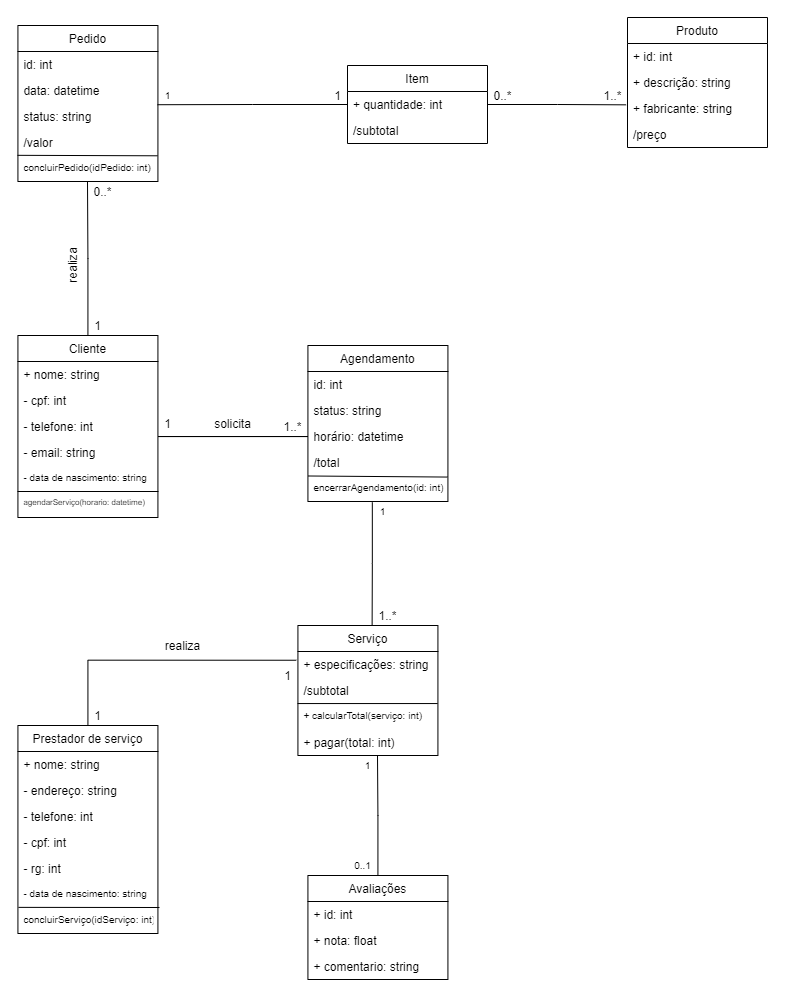 Pedido
id: int
data: datetime
status: string
/valor
concluirPedido(idPedido: int)
1
1
Item
+ quantidade: int
/subtotal
0..*
1..*
Produto
+ id: int
+ descrição: string
+ fabricante: string
/preço
0..*
realiza
1
Cliente
+ nome: string
- cpf: int
- telefone: int
- email: string
- data de nascimento: string
agendarServiço(horario: datetime)
1
solicita
1..*
Agendamento
id: int
status: string
horário: datetime
/total
encerrarAgendamento(id: int)
1
1..*
Serviço
+ especificações: string
/subtotal
+ calcularTotal(serviço: int)
+ pagar(total: int)
realiza
1
1
Prestador de serviço
+ nome: string
- endereço: string
- telefone: int
- cpf: int
- rg: int
- data de nascimento: string
concluirServiço(idServiço: int)
1
0..1
Avaliações
+ id: int
+ nota: float
+ comentario: string